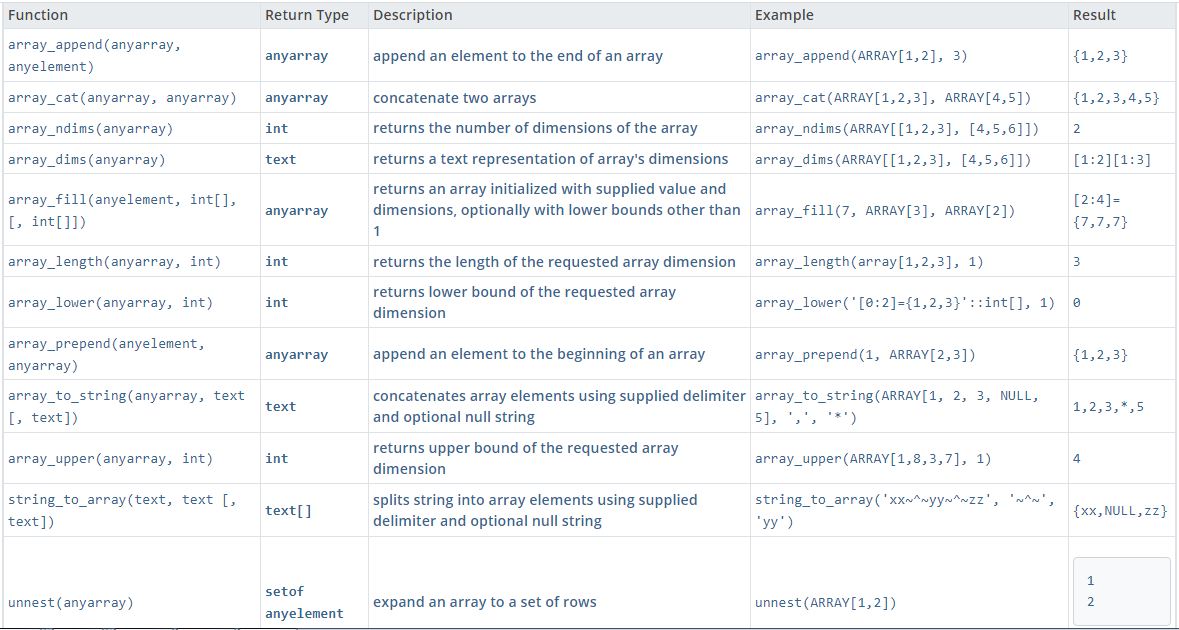 Function Return Type Description Example Result
array_append(anyarray,
anyelement) anyarray append an element to the end of an array array_append(ARRAY[1,2], 3) {1,2,3}
array_cat(anyarray, anyarray) anyarray concatenate two arrays array_cat(ARRAY[1,2,3], ARRAY[4,5]) {1,2,3,4,5}
array_ndims(anyarray) int returns the number of dimensions of the array array_ndims(ARRAY[[1,2,3], [4,5,6]]) 2
array_dims(anyarray) text returns a text representation of array's dimensions array_dims(ARRAY[[1,2,3], [4,5,6]]) [1:2][1:3]
array_fill(anyelement, int[],
[, int[]]) anyarray returns an array initialized with supplied value and
dimensions, optionally with lower bounds other than
1 array_fill(7, ARRAY[3], ARRAY[2]) [2:4]=
{7,7,7}
array_length(anyarray, int) int returns the length of the requested array dimension array_length(array[1,2,3], 1) 3
array_lower(anyarray, int) int returns lower bound of the requested array
dimension array_lower('[0:2]={1,2,3}'::int[], 1) 0
array_prepend(anyelement,
anyarray) anyarray append an element to the beginning of an array array_prepend(1, ARRAY[2,3]) {1,2,3}
array_to_string(anyarray, text
[, text]) text concatenates array elements using supplied delimiter
and optional null string array_to_string(ARRAY[1, 2, 3, NULL,
5], ',', '*') 1,2,3,*,5
array_upper(anyarray, int) int returns upper bound of the requested array
dimension array_upper(ARRAY[1,8,3,7], 1) 4
string_to_array(text, text [,
text]) text[] splits string into array elements using supplied
delimiter and optional null string string_to_array('xx~^~yy~^~zz', '~^~',
'yy') {xx,NULL,zz}
unnest(anyarray) setof
anyelement expand an array to a set of rows unnest(ARRAY[1,2]) 1
2